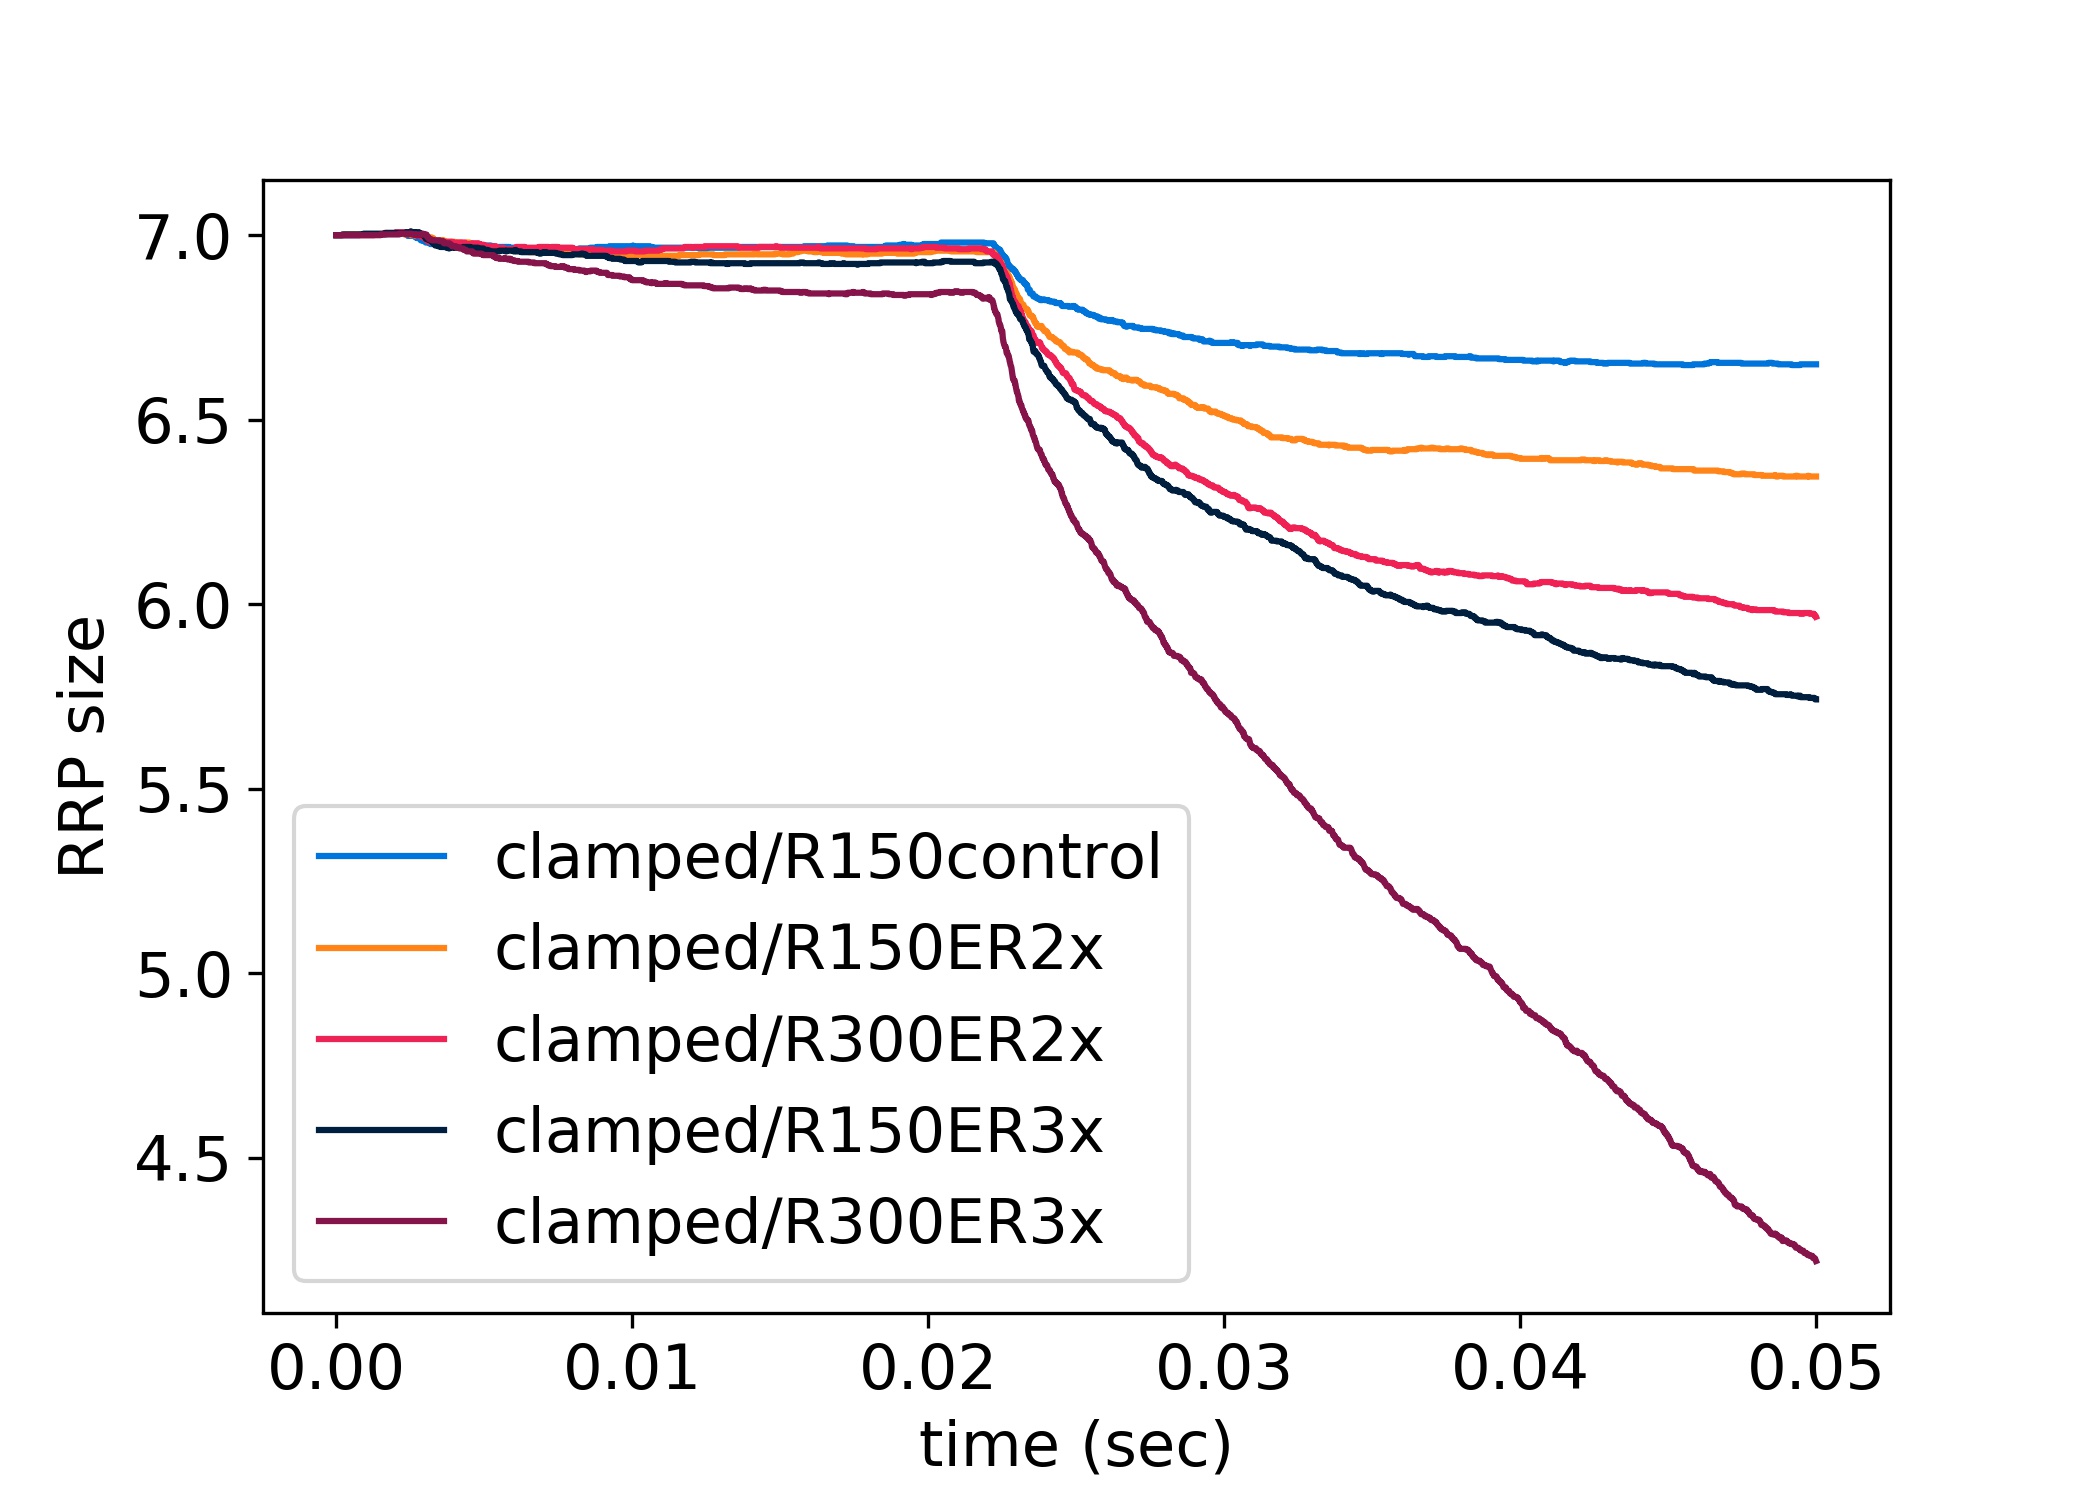 7.0
6.5
6.0
5.5
5.0
4.5
RRP size
clamped/R150control
clamped/R150ER2x
clamped/R300ER2x
clamped/R150ER3x
clamped/R300ER3x
0.00 0.01 0.02 0.03 0.04 0.05
time (sec)